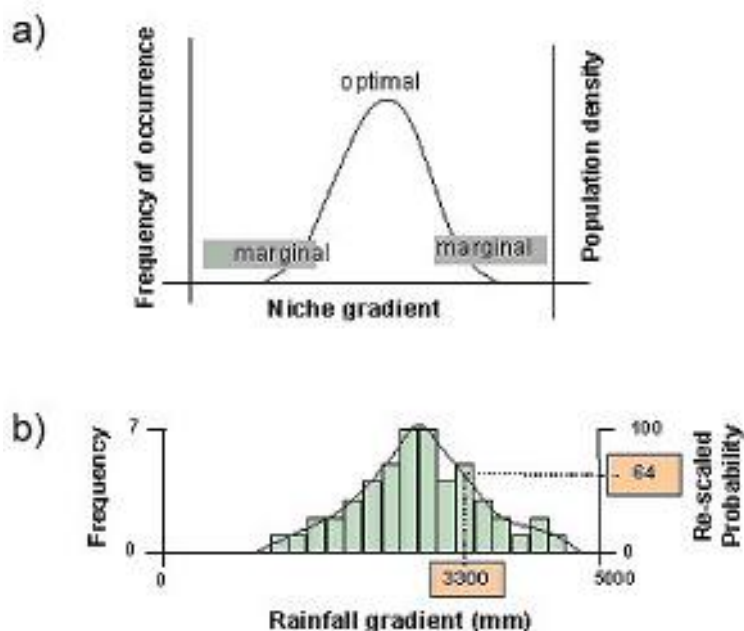 a)
Frequency of occurrence
optimal
marginal
marginal
Population density
Niche gradient
b)
Frequency
7
0
100
64
0
Re-scaled
Probability
0
3300
5000
Rainfall gradient (mm)